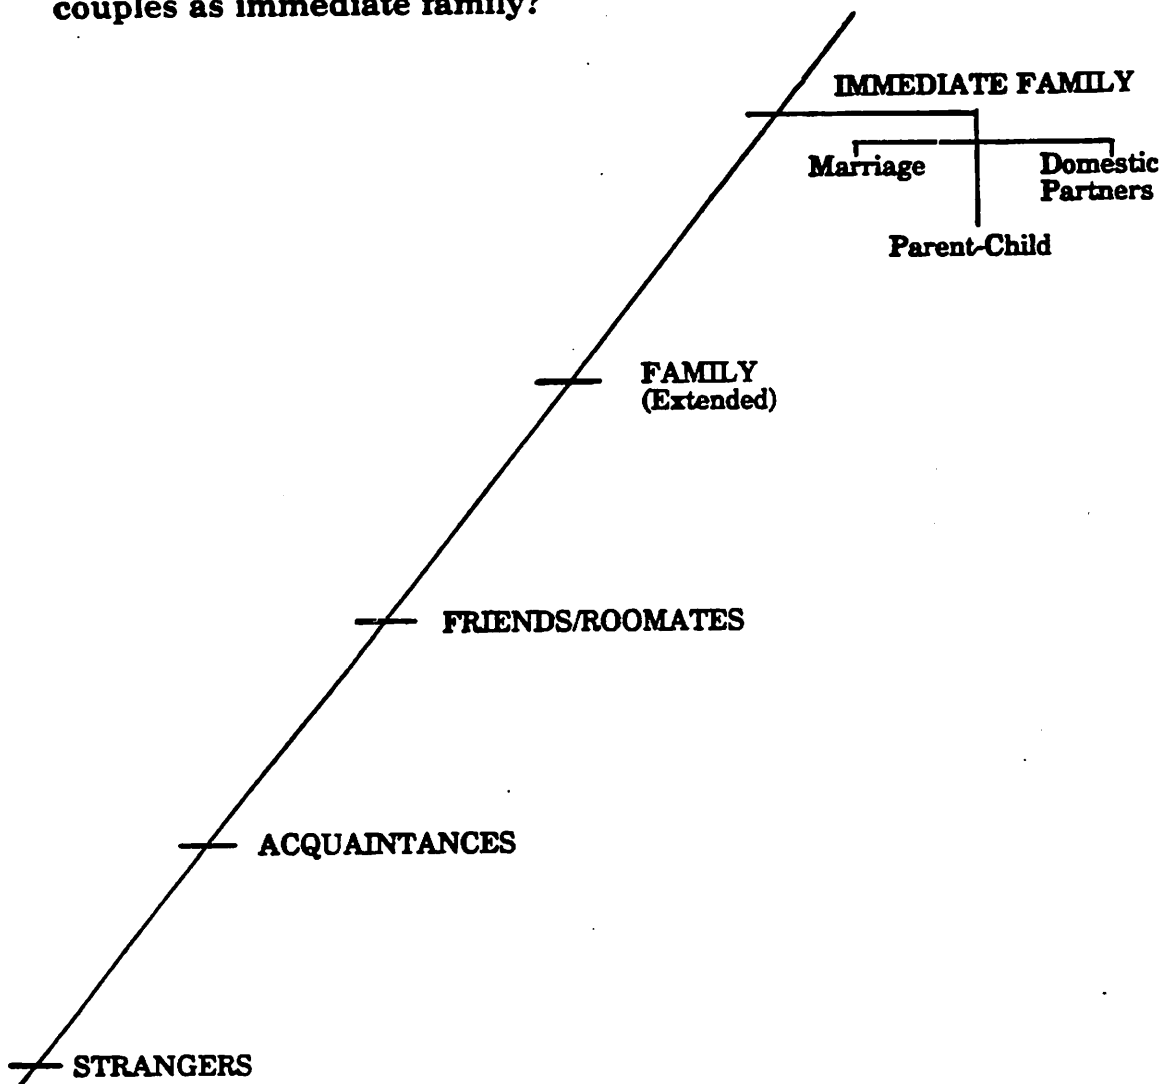 couples as immediate family?
IMMEDIATE FAMILY
Marriage
Domestic
Partners
Parent-Child
FAMILY
(Extended)
FRIENDS/ROOMATES
ACQUAINTANCES
STRANGERS